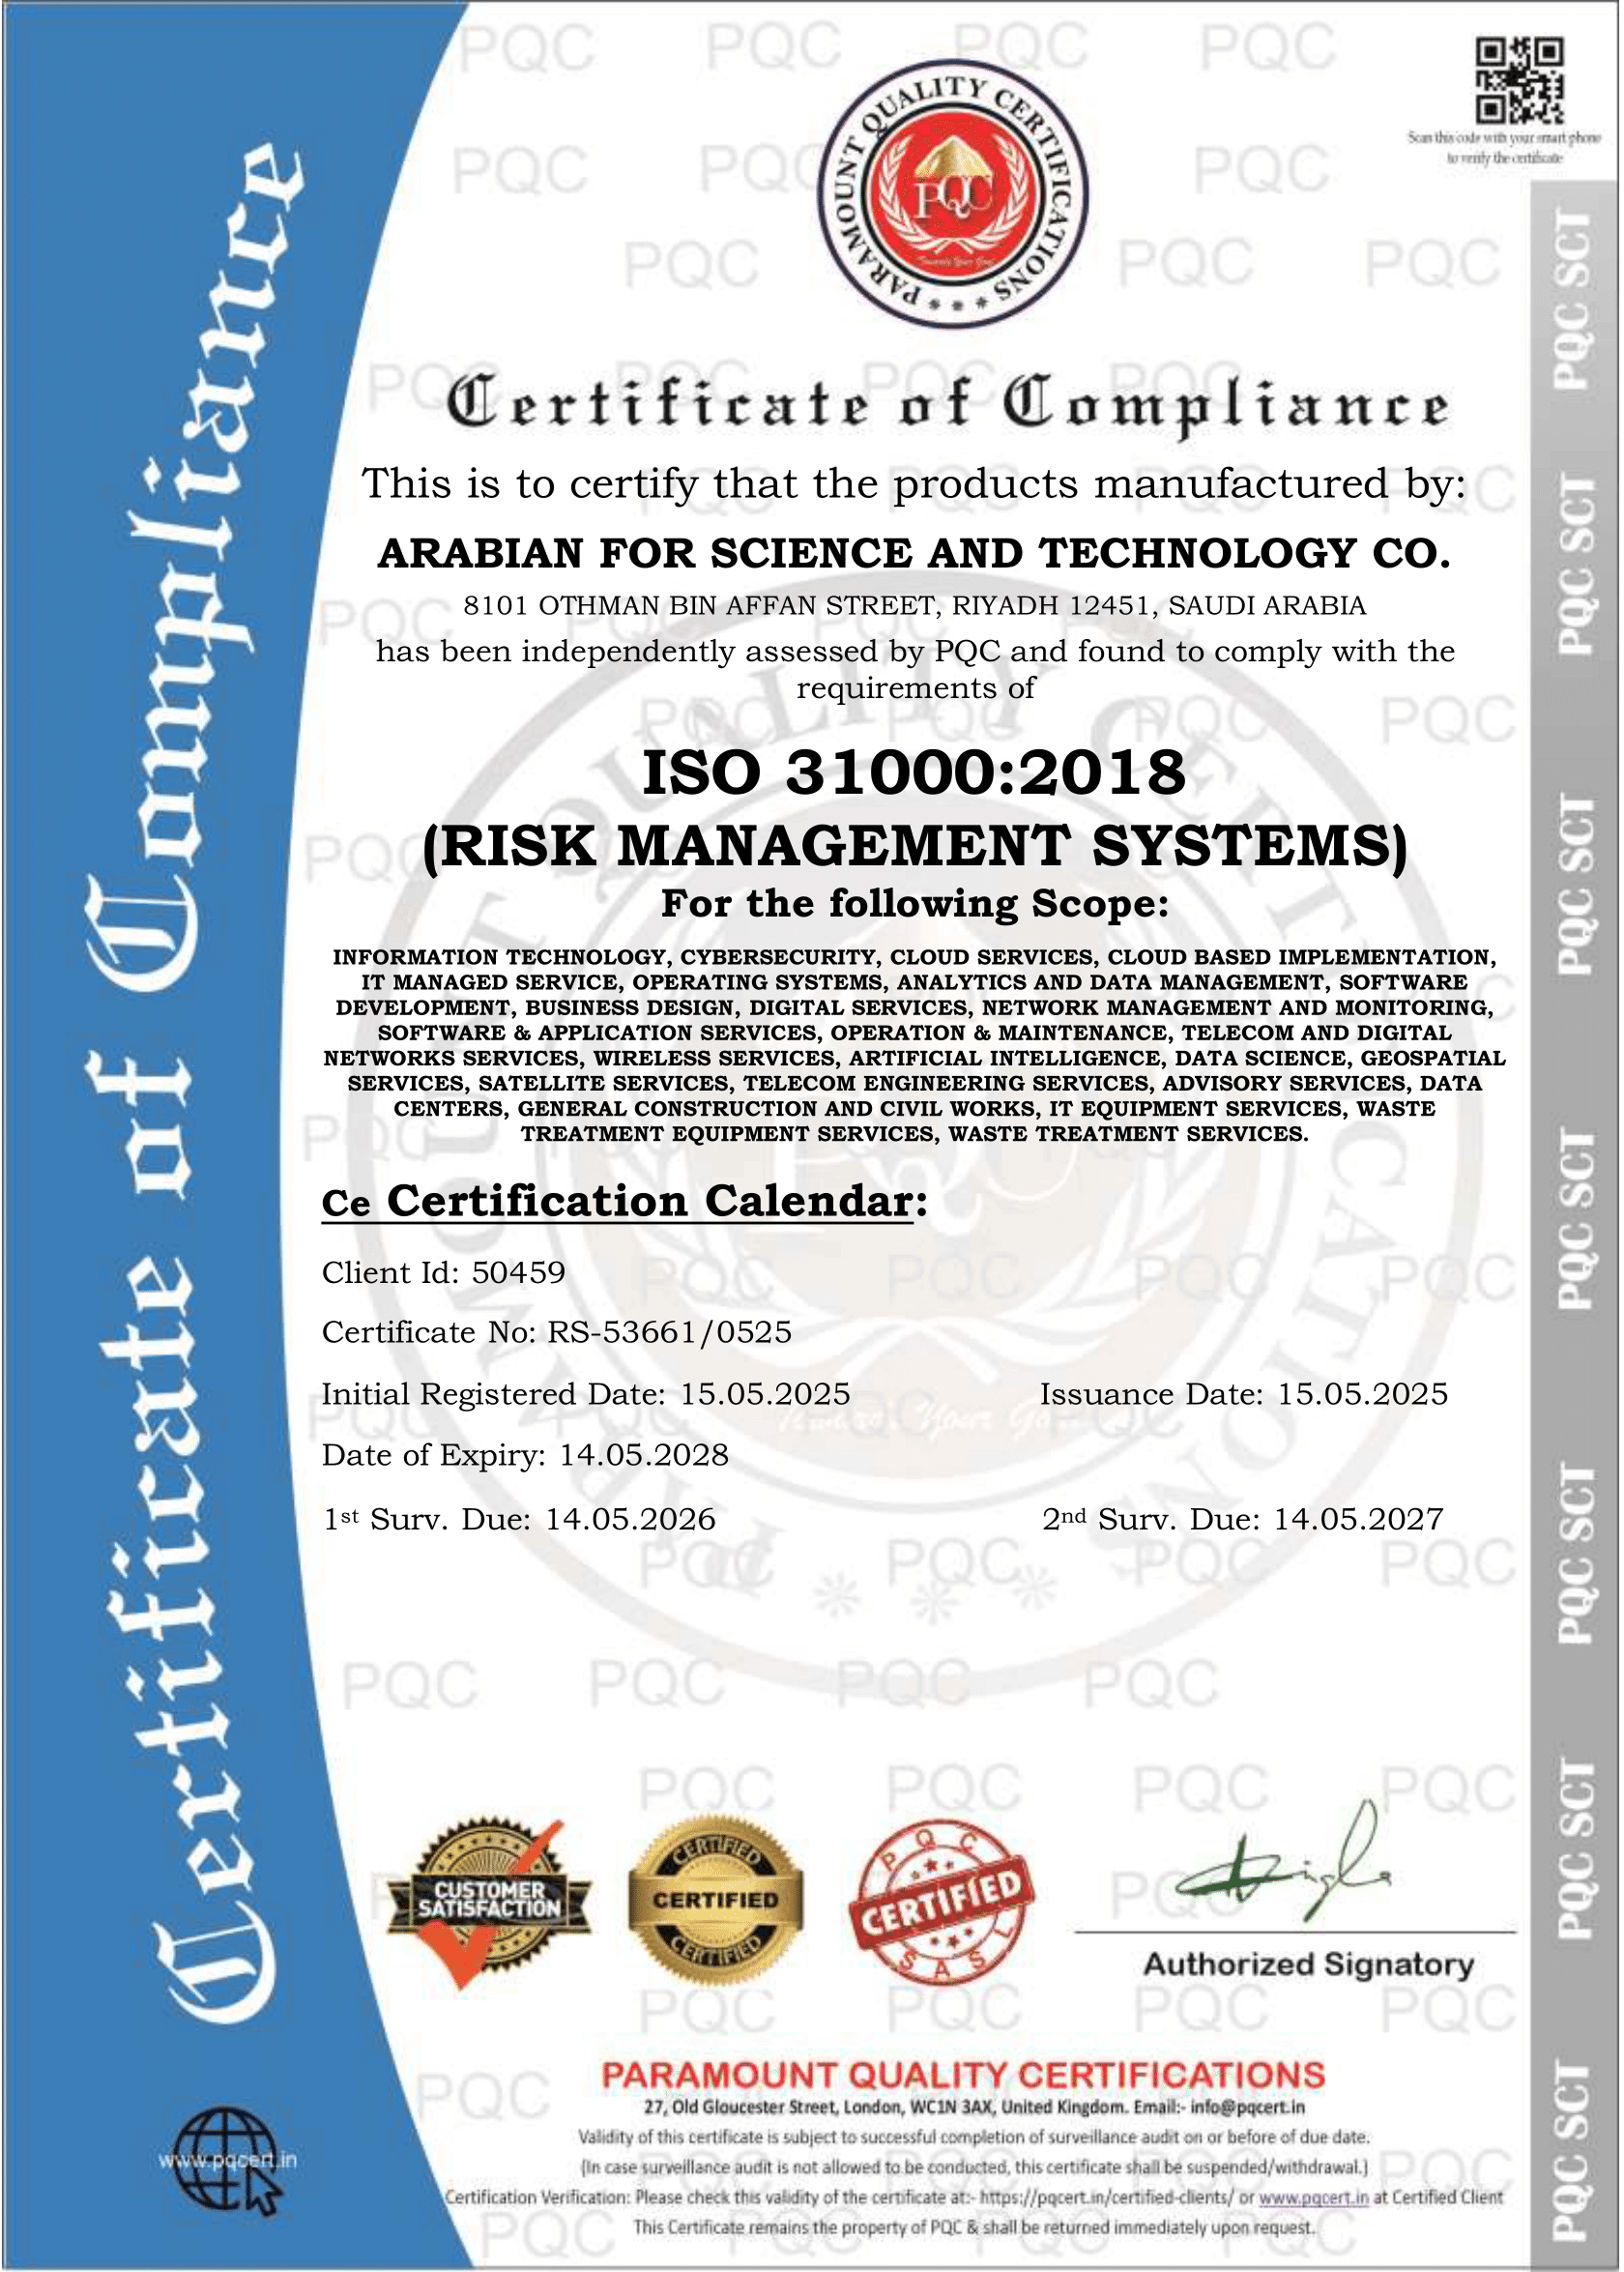 Scan this code with your smart phone
to verify the certificate
PARAMOUNT QUALITY CERTIFICATIONS
PQC
Towards Your Goal
Certificate of Compliance
Certificate of Compliance
This is to certify that the products manufactured by:
ARABIAN FOR SCIENCE AND TECHNOLOGY CO.
8101 OTHMAN BIN AFFAN STREET, RIYADH 12451, SAUDI ARABIA
has been independently assessed by PQC and found to comply with the
requirements of
ISO 31000:2018
(RISK MANAGEMENT SYSTEMS)
For the following Scope:
INFORMATION TECHNOLOGY, CYBERSECURITY, CLOUD SERVICES, CLOUD BASED IMPLEMENTATION,
IT MANAGED SERVICE, OPERATING SYSTEMS, ANALYTICS AND DATA MANAGEMENT, SOFTWARE
DEVELOPMENT, BUSINESS DESIGN, DIGITAL SERVICES, NETWORK MANAGEMENT AND MONITORING,
SOFTWARE & APPLICATION SERVICES, OPERATION & MAINTENANCE, TELECOM AND DIGITAL
NETWORKS SERVICES, WIRELESS SERVICES, ARTIFICIAL INTELLIGENCE, DATA SCIENCE, GEOSPATIAL
SERVICES, SATELLITE SERVICES, TELECOM ENGINEERING SERVICES, ADVISORY SERVICES, DATA
CENTERS, GENERAL CONSTRUCTION AND CIVIL WORKS, IT EQUIPMENT SERVICES, WASTE
TREATMENT EQUIPMENT SERVICES, WASTE TREATMENT SERVICES.
Ce Certification Calendar:
Client Id: 50459
Certificate No: RS-53661/0525
Initial Registered Date: 15.05.2025 Issuance Date: 15.05.2025
Date of Expiry: 14.05.2028
1st Surv. Due: 14.05.2026 2nd Surv. Due: 14.05.2027
CUSTOMER
SATISFACTION
CERTIFIED
CERTIFIED
CERTIFIED
PQC
CERTIFIED
SASL
Authorized Signatory
PARAMOUNT QUALITY CERTIFICATIONS
27, Old Gloucester Street, London, WC1N 3AX, United Kingdom. Email:- info@pqcert.in
Validity of this certificate is subject to successful completion of surveillance audit on or before of due date.
(In case surveillance audit is not allowed to be conducted, this certificate shall be suspended/withdrawal.)
Certification Verification: Please check this validity of the certificate at:- https://pqcert.in/certified-clients/ or www.pqcert.in at Certified Client
This Certificate remains the property of PQC & shall be returned immediately upon request.
www.pqcert.in
PQC SCT
PQC SCT
PQC SCT
PQC SCT
PQC SCT
PQC SCT
PQC SCT